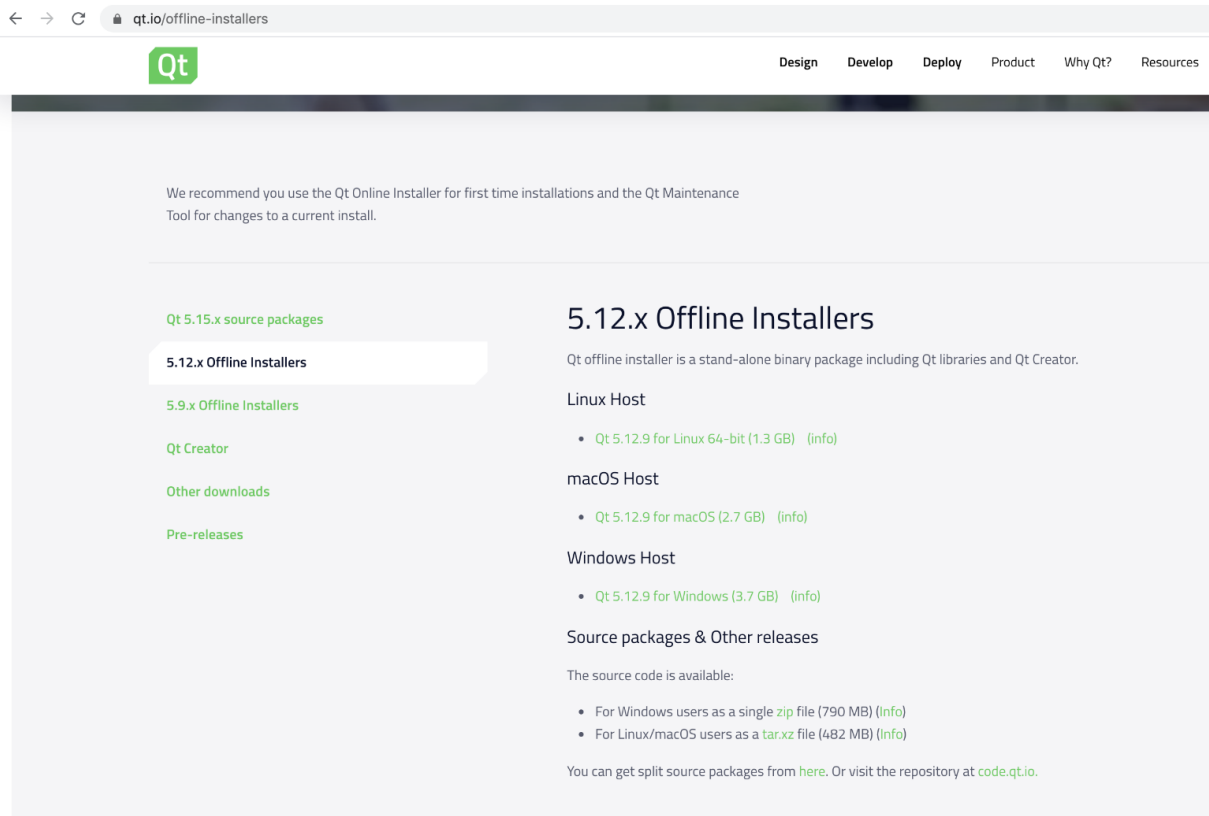 qt.io/offline-installers
Qt
Design Develop Deploy Product Why Qt? Resources
We recommend you use the Qt Online Installer for first time installations and the Qt Maintenance
Tool for changes to a current install.
Qt 5.15.x source packages
5.12.x Offline Installers
5.9.x Offline Installers
Qt Creator
Other downloads
Pre-releases
5.12.x Offline Installers
Qt offline installer is a stand-alone binary package including Qt libraries and Qt Creator.
Linux Host
• Qt 5.12.9 for Linux 64-bit (1.3 GB) (info)
macOS Host
• Qt 5.12.9 for macOS (2.7 GB) (info)
Windows Host
• Qt 5.12.9 for Windows (3.7 GB) (info)
Source packages & Other releases
The source code is available:
• For Windows users as a single zip file (790 MB) (Info)
• For Linux/macOS users as a tar.xz file (482 MB) (Info)
You can get split source packages from here. Or visit the repository at code.qt.io.